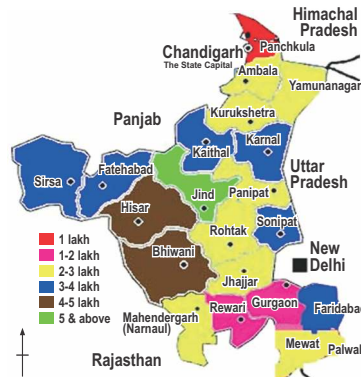 Himachal
Pradesh
Chandigarh
The State Capital
Panchkula
Ambala
Yamunanagar
Kurukshetra
Panjab
Kaithal
Karnal
Uttar
Pradesh
Sirsa
Fatehabad
Jind
Panipat
Hisar
Sonipat
Rohtak
Bhiwani
New
Delhi
Jhajjar
1 lakh
1-2 lakh
2-3 lakh
3-4 lakh
4-5 lakh
5 & above
Mahendergarh
(Narnaul)
Rewari
Gurgaon
Faridabad
Mewat
Palwal
Rajasthan